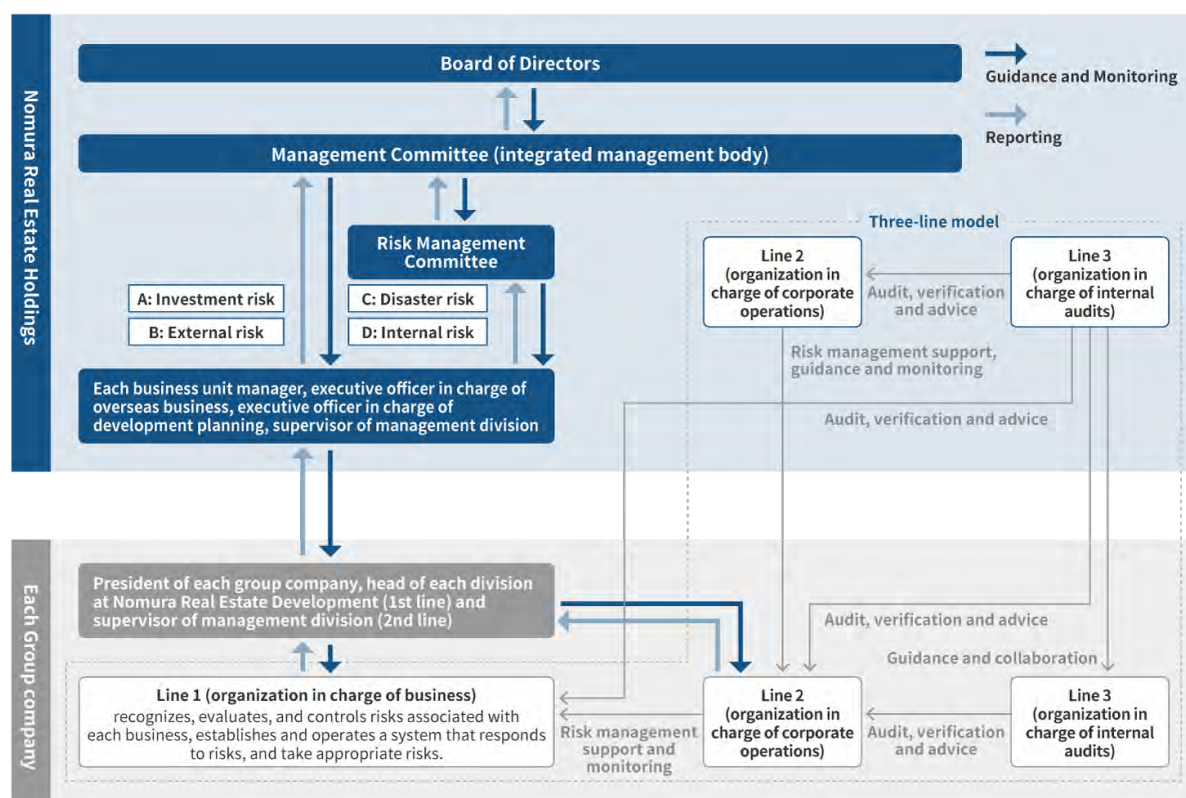 Nomura Real Estate Holdings
Board of Directors
Guidance and Monitoring
Reporting
Management Committee (integrated management body)
Risk Management
Committee
A: Investment risk
B: External risk
C: Disaster risk
D: Internal risk
Each business unit manager, executive officer in charge of
overseas business, executive officer in charge of
development planning, supervisor of management division
Three-line model
Line 2
(organization in
charge of corporate
operations)
Audit, verification
and advice
Line 3
(organization in
charge of internal
audits)
Risk management support,
guidance and monitoring
Audit, verification and advice
Each Group company
President of each group company, head of each division
at Nomura Real Estate Development (1st line) and
supervisor of management division (2nd line)
Audit, verification and advice
Guidance and collaboration
Line 1 (organization in charge of business)
recognizes, evaluates, and controls risks associated with
each business, establishes and operates a system that responds
to risks, and take appropriate risks.
Risk management
support and
monitoring
Line 2
(organization in
charge of corporate
operations)
Audit, verification
and advice
Line 3
(organization in
charge of internal
audits)